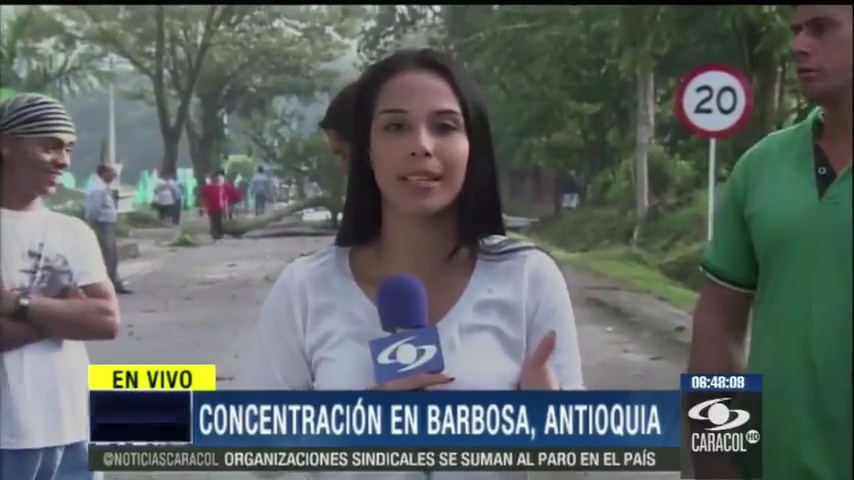 20
EN VIVO
06:48:08
CONCENTRACIÓN EN BARBOSA, ANTIOQUIA
CARACOL HD
@NOTICIASCARACOL ORGANIZACIONES SINDICALES SE SUMAN AL PARO EN EL PAÍS